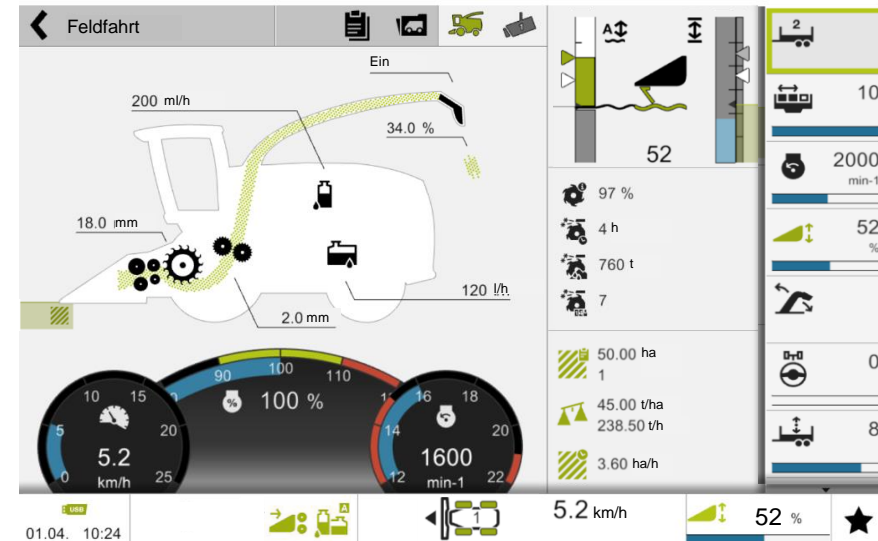 Feldfahrt
Ein
200 ml/h
34.0 %
18.0 mm
120 l/h
2.0 mm
90 100 110
100 %
5 10 15 20 25 0
5.2
km/h
12 14 16 18 20 22
1600
min-1
A
52
97 %
4 h
760 t
7
50.00 ha
1
45.00 t/ha
238.50 t/h
3.60 ha/h
2
10
2000
min-1
52
%
0
8
USB
01.04. 10:24
A
1
5.2 km/h
52 %